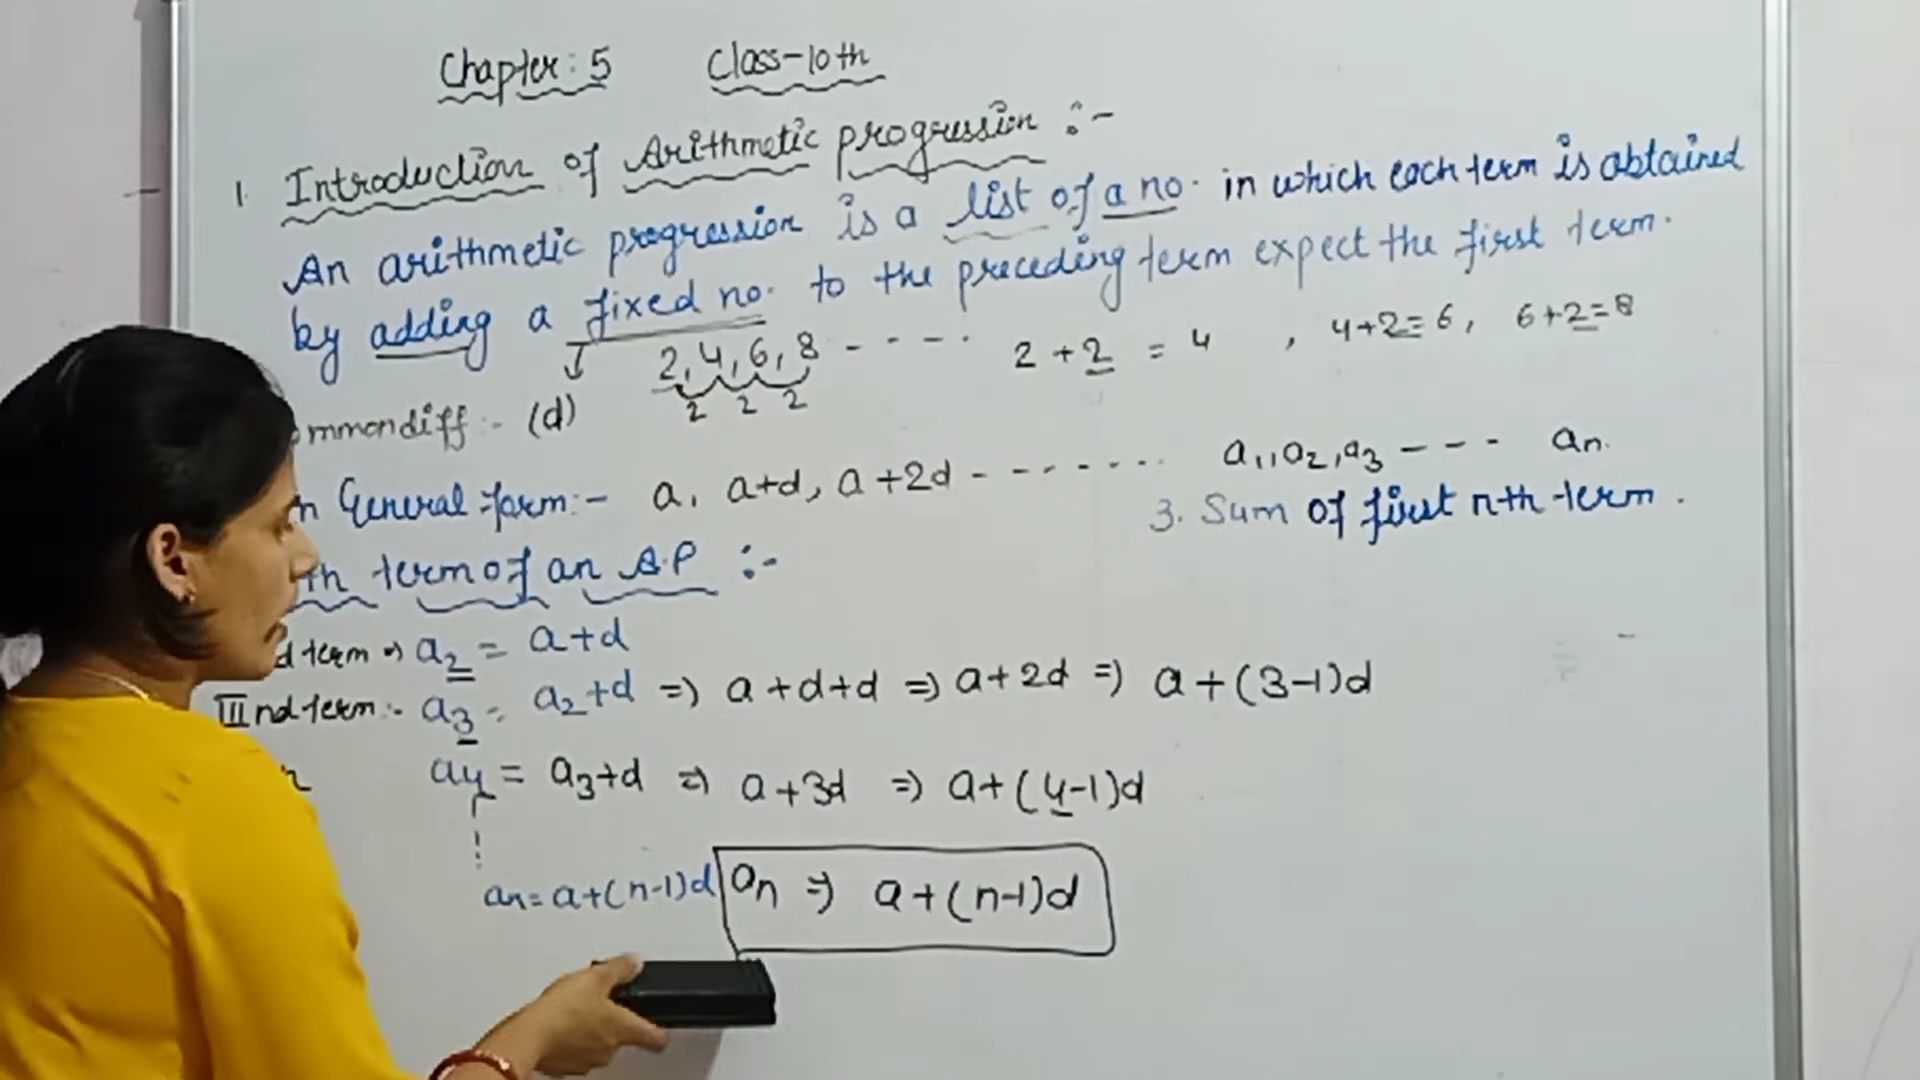 Chapter: 5 Class-10th
1. Introduction of Arithmetic progression :-
An arithmetic progression is a list of a no. in which each term is obtained
by adding a fixed no. to the preceding term expect the first term.
2, 4, 6, 8 - - - - 2 + 2 = 4 , 4+2=6, 6+2=8
2 2 2
ommon diff :- (d)
General form:- a, a+d, a+2d - - - - - - - a1, a2, a3 - - - an.
3. Sum of first nth term.
th term of an A.P :-
d term => a2 = a+d
IIInd term :- a3 = a2+d => a+d+d => a+2d => a+(3-1)d
a4 = a3+d => a+3d => a+(4-1)d
an = a+(n-1)d an => a+(n-1)d